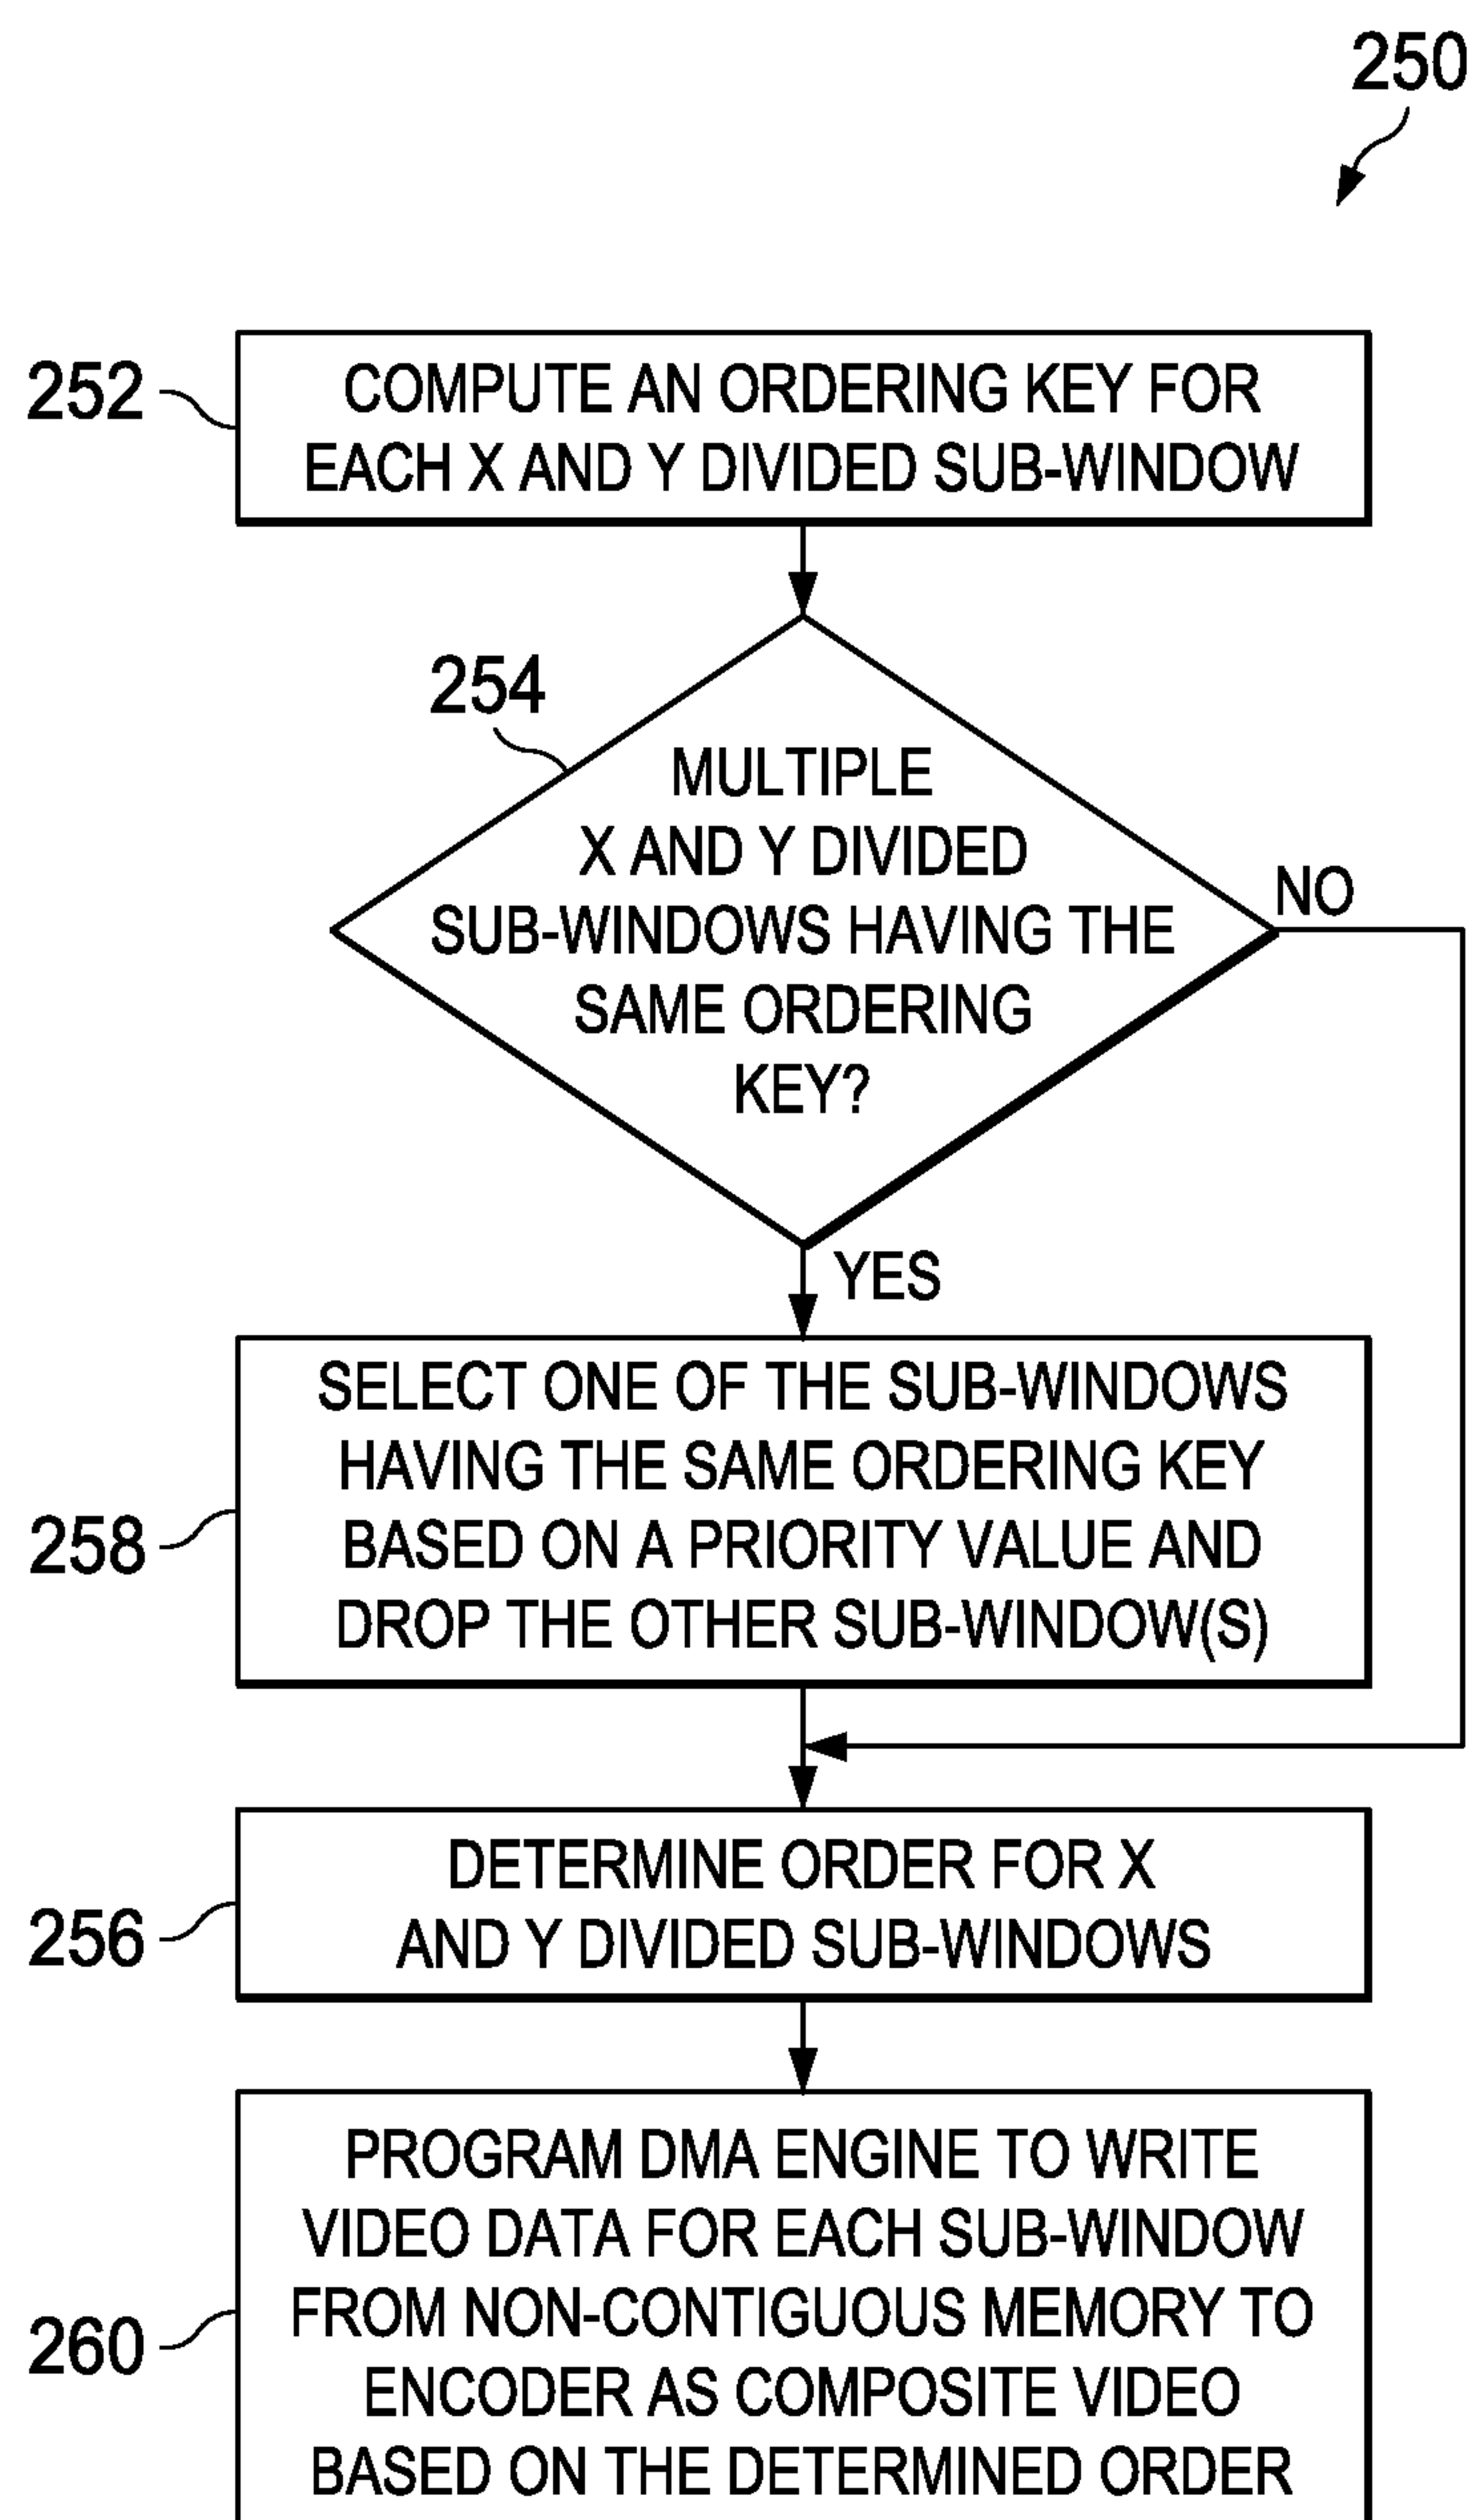 250
252
COMPUTE AN ORDERING KEY FOR
EACH X AND Y DIVIDED SUB-WINDOW
254
MULTIPLE
X AND Y DIVIDED
SUB-WINDOWS HAVING THE
SAME ORDERING
KEY?
NO
YES
258
SELECT ONE OF THE SUB-WINDOWS
HAVING THE SAME ORDERING KEY
BASED ON A PRIORITY VALUE AND
DROP THE OTHER SUB-WINDOW(S)
256
DETERMINE ORDER FOR X
AND Y DIVIDED SUB-WINDOWS
260
PROGRAM DMA ENGINE TO WRITE
VIDEO DATA FOR EACH SUB-WINDOW
FROM NON-CONTIGUOUS MEMORY TO
ENCODER AS COMPOSITE VIDEO
BASED ON THE DETERMINED ORDER